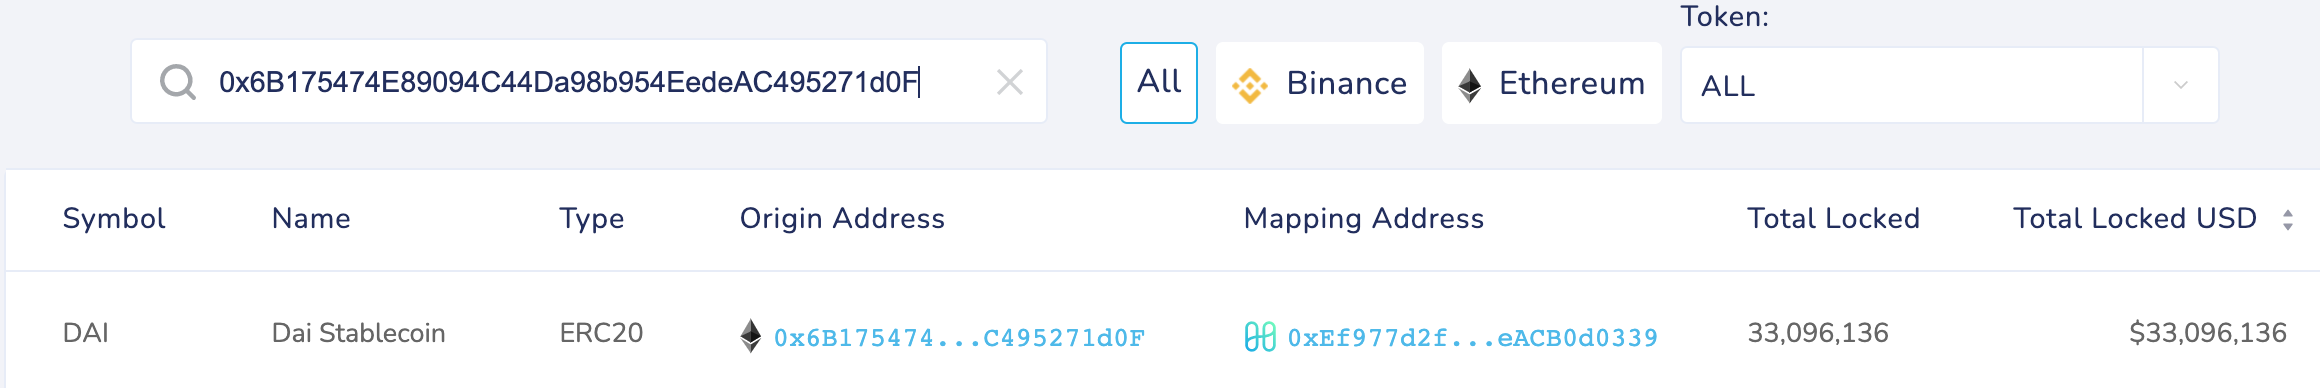 Token:
0x6B175474E89094C44Da98b954EedeAC495271d0F
All
Binance
Ethereum
ALL
Symbol Name Type Origin Address Mapping Address Total Locked Total Locked USD
DAI Dai Stablecoin ERC20 0x6B175474...C495271d0F 0xEf977d2f...eACB0d0339 33,096,136 $33,096,136